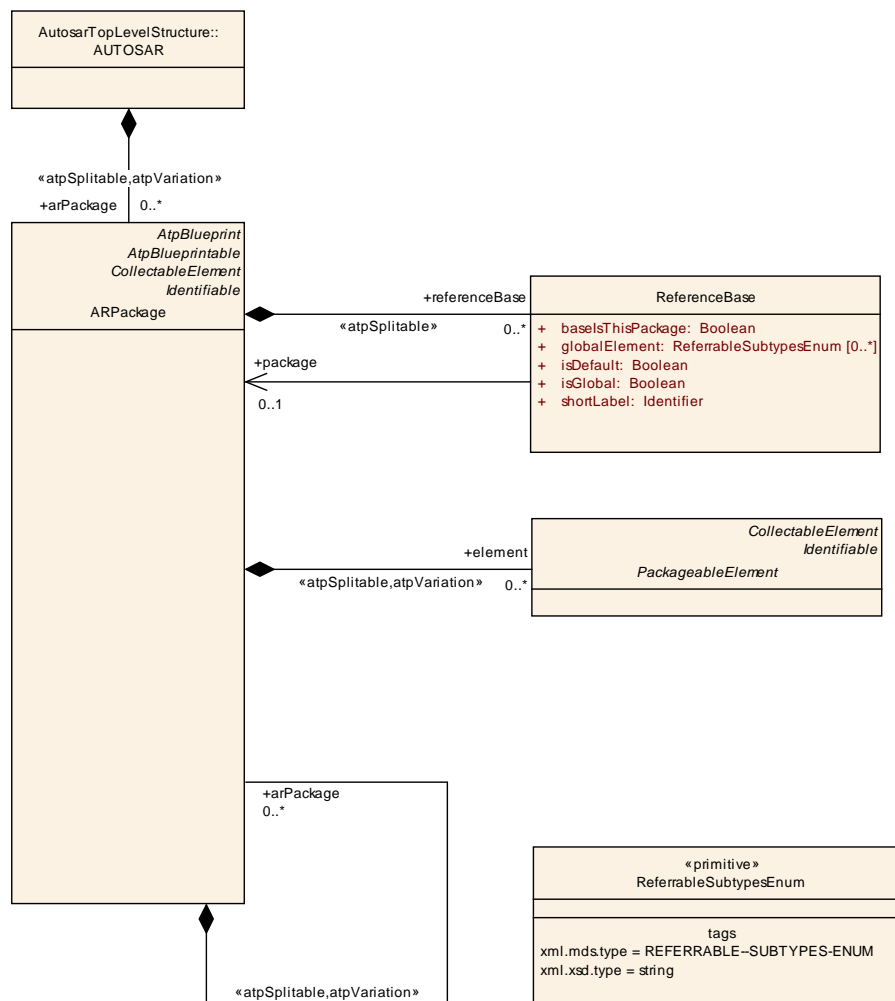 AutosarTopLevelStructure::
AUTOSAR
«atpSplitable,atpVariation»
+arPackage 0..*
AtpBlueprint
AtpBlueprintable
CollectableElement
Identifiable
ARPackage
+referenceBase
«atpSplitable» 0..*
ReferenceBase
+ baseIsThisPackage: Boolean
+ globalElement: ReferrableSubtypesEnum [0..*]
+ isDefault: Boolean
+ isGlobal: Boolean
+ shortLabel: Identifier
+package
0..1
+element
«atpSplitable,atpVariation» 0..*
CollectableElement
Identifiable
PackageableElement
+arPackage
0..*
«atpSplitable,atpVariation»
«primitive»
ReferrableSubtypesEnum
tags
xml.mds.type = REFERRABLE--SUBTYPES-ENUM
xml.xsd.type = string